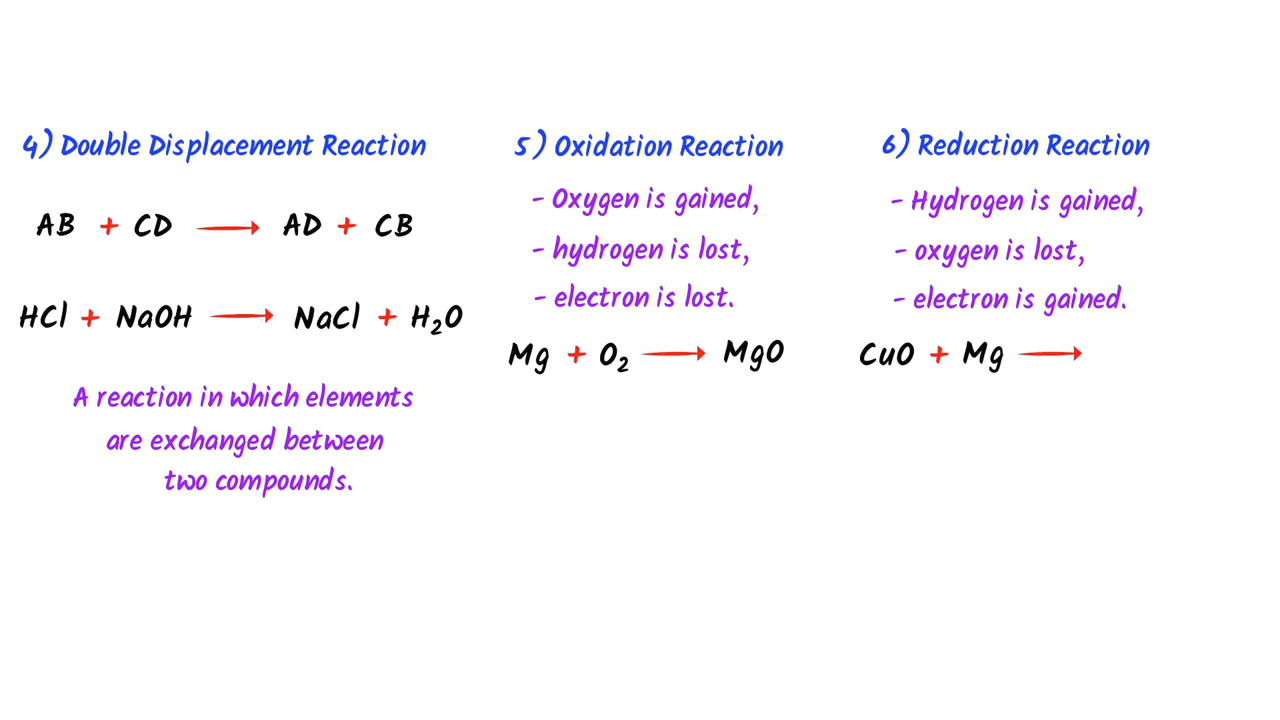 4) Double Displacement Reaction
AB + CD ⟶ AD + CB
HCl + NaOH ⟶ NaCl + H₂O
A reaction in which elements
are exchanged between
two compounds.
5) Oxidation Reaction
- Oxygen is gained,
- hydrogen is lost,
- electron is lost.
Mg + O₂ ⟶ MgO
6) Reduction Reaction
- Hydrogen is gained,
- oxygen is lost,
- electron is gained.
CuO + Mg ⟶